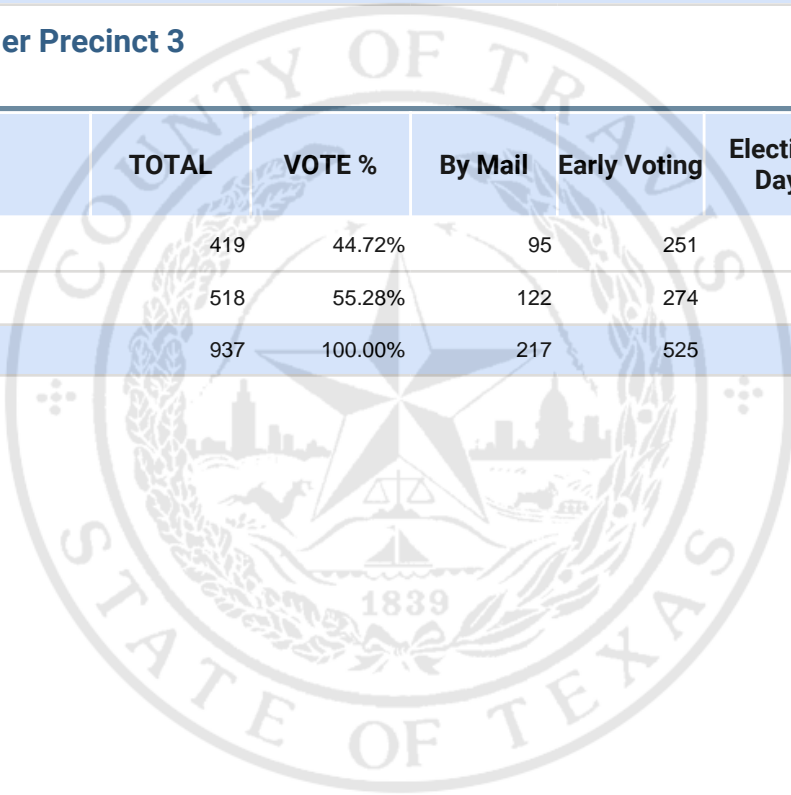 er Precinct 3
TOTAL VOTE % By Mail Early Voting Electi
Day
419 44.72% 95 251
518 55.28% 122 274
937 100.00% 217 525
COUNTY OF TRAVIS
1839
STATE OF TEXAS